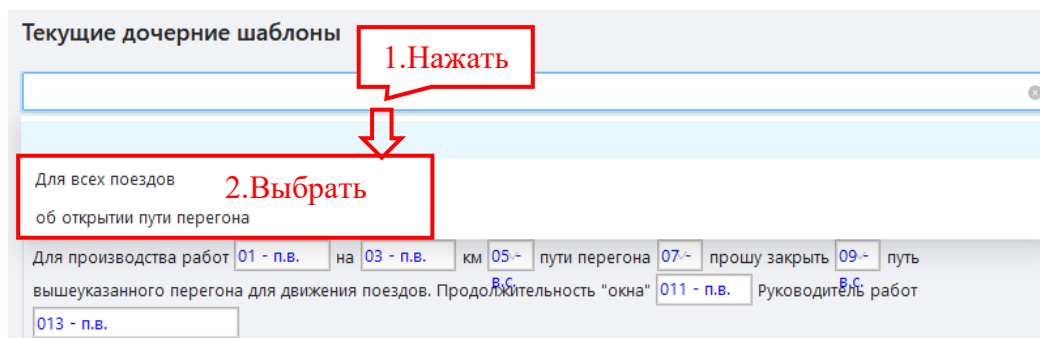 Текущие дочерние шаблоны
1.Нажать
Для всех поездов
2.Выбрать
об открытии пути перегона
Для производства работ 01 - п.в. на 03 - п.в. км 05 - в.с. пути перегона 07 - прошу закрыть 09 - в.с. путь
вышеуказанного перегона для движения поездов. Продолжительность "окна" 011 - п.в. Руководитель работ
013 - п.в.